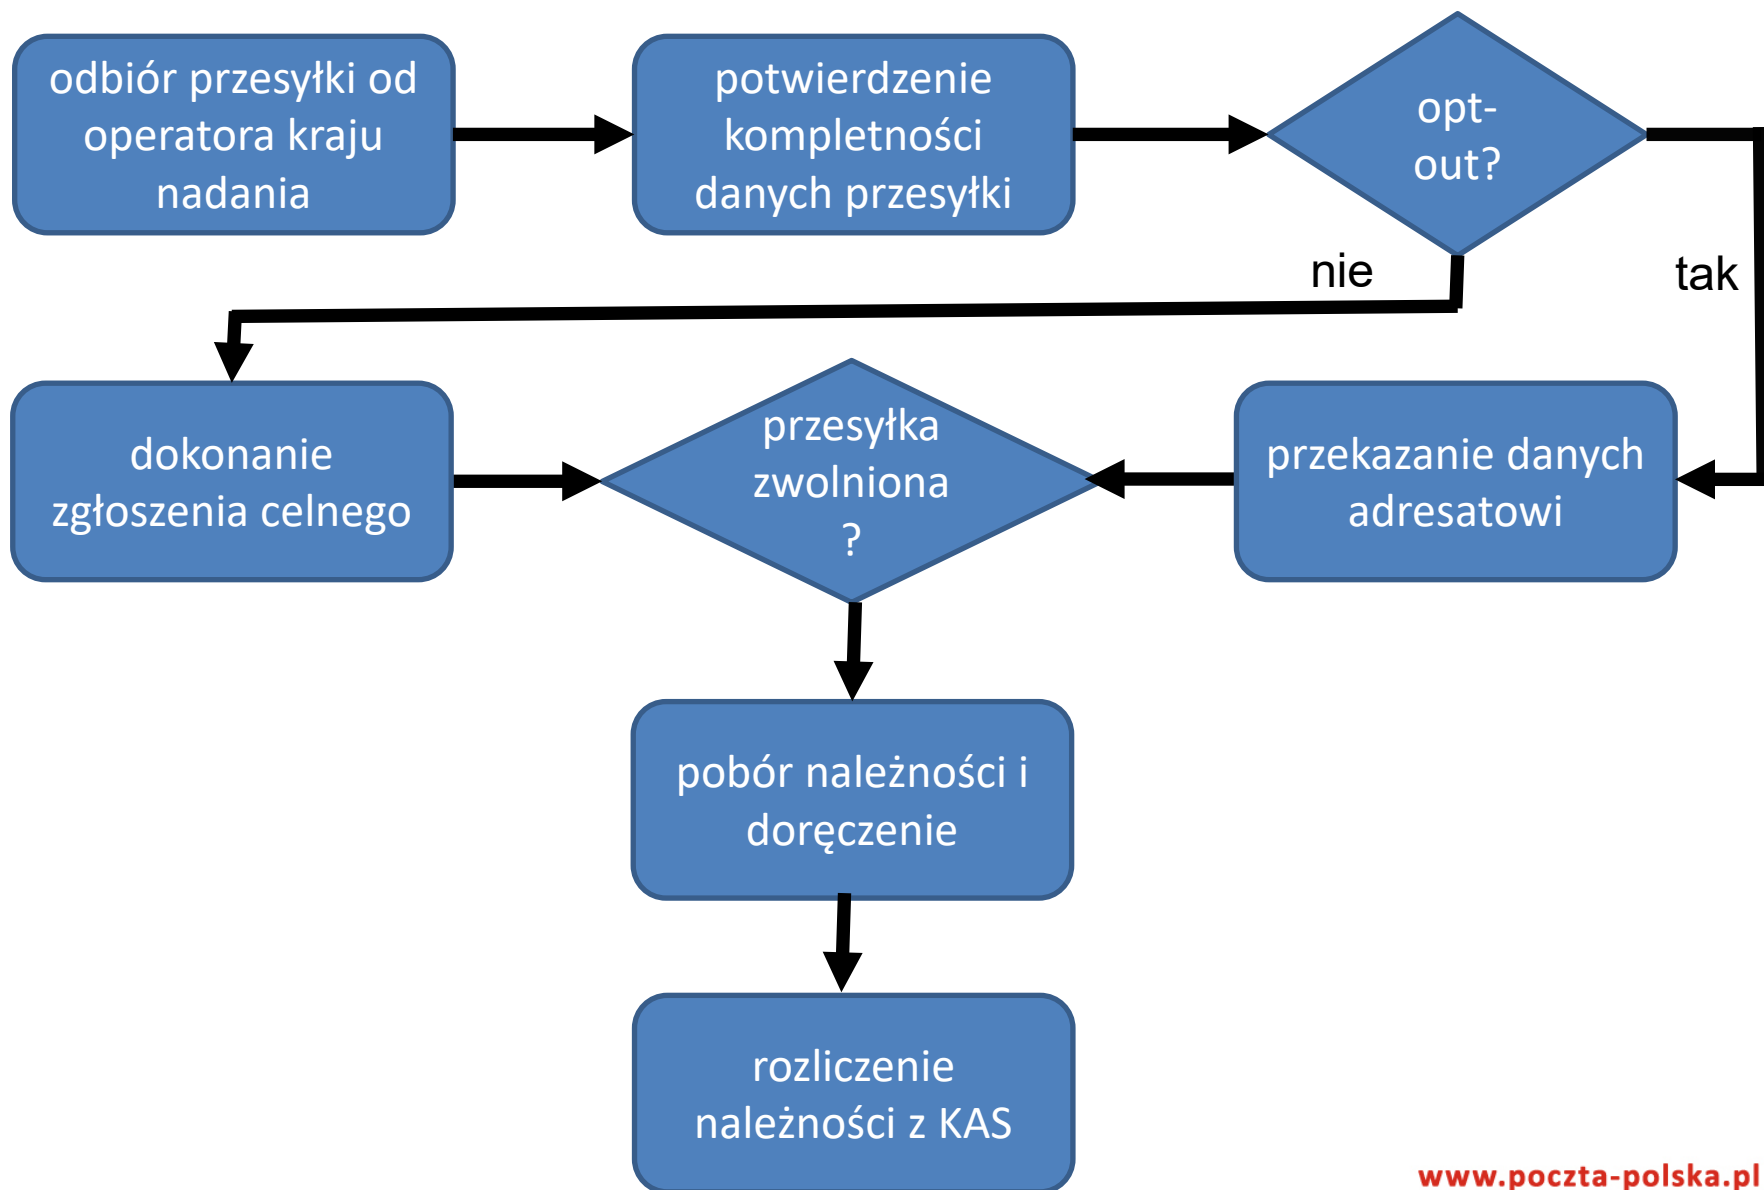 odbiór przesyłki od
operatora kraju
nadania
potwierdzenie
kompletności
danych przesyłki
opt-
out?
nie
tak
dokonanie
zgłoszenia celnego
przesyłka
zwolniona
?
przekazanie danych
adresatowi
pobór należności i
doręczenie
rozliczenie
należności z KAS
www.poczta-polska.pl